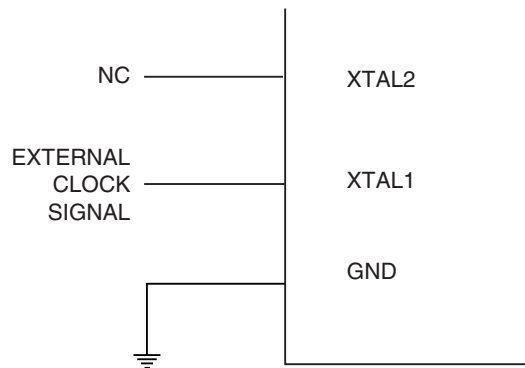 NC
XTAL2
EXTERNAL
CLOCK
SIGNAL
XTAL1
GND